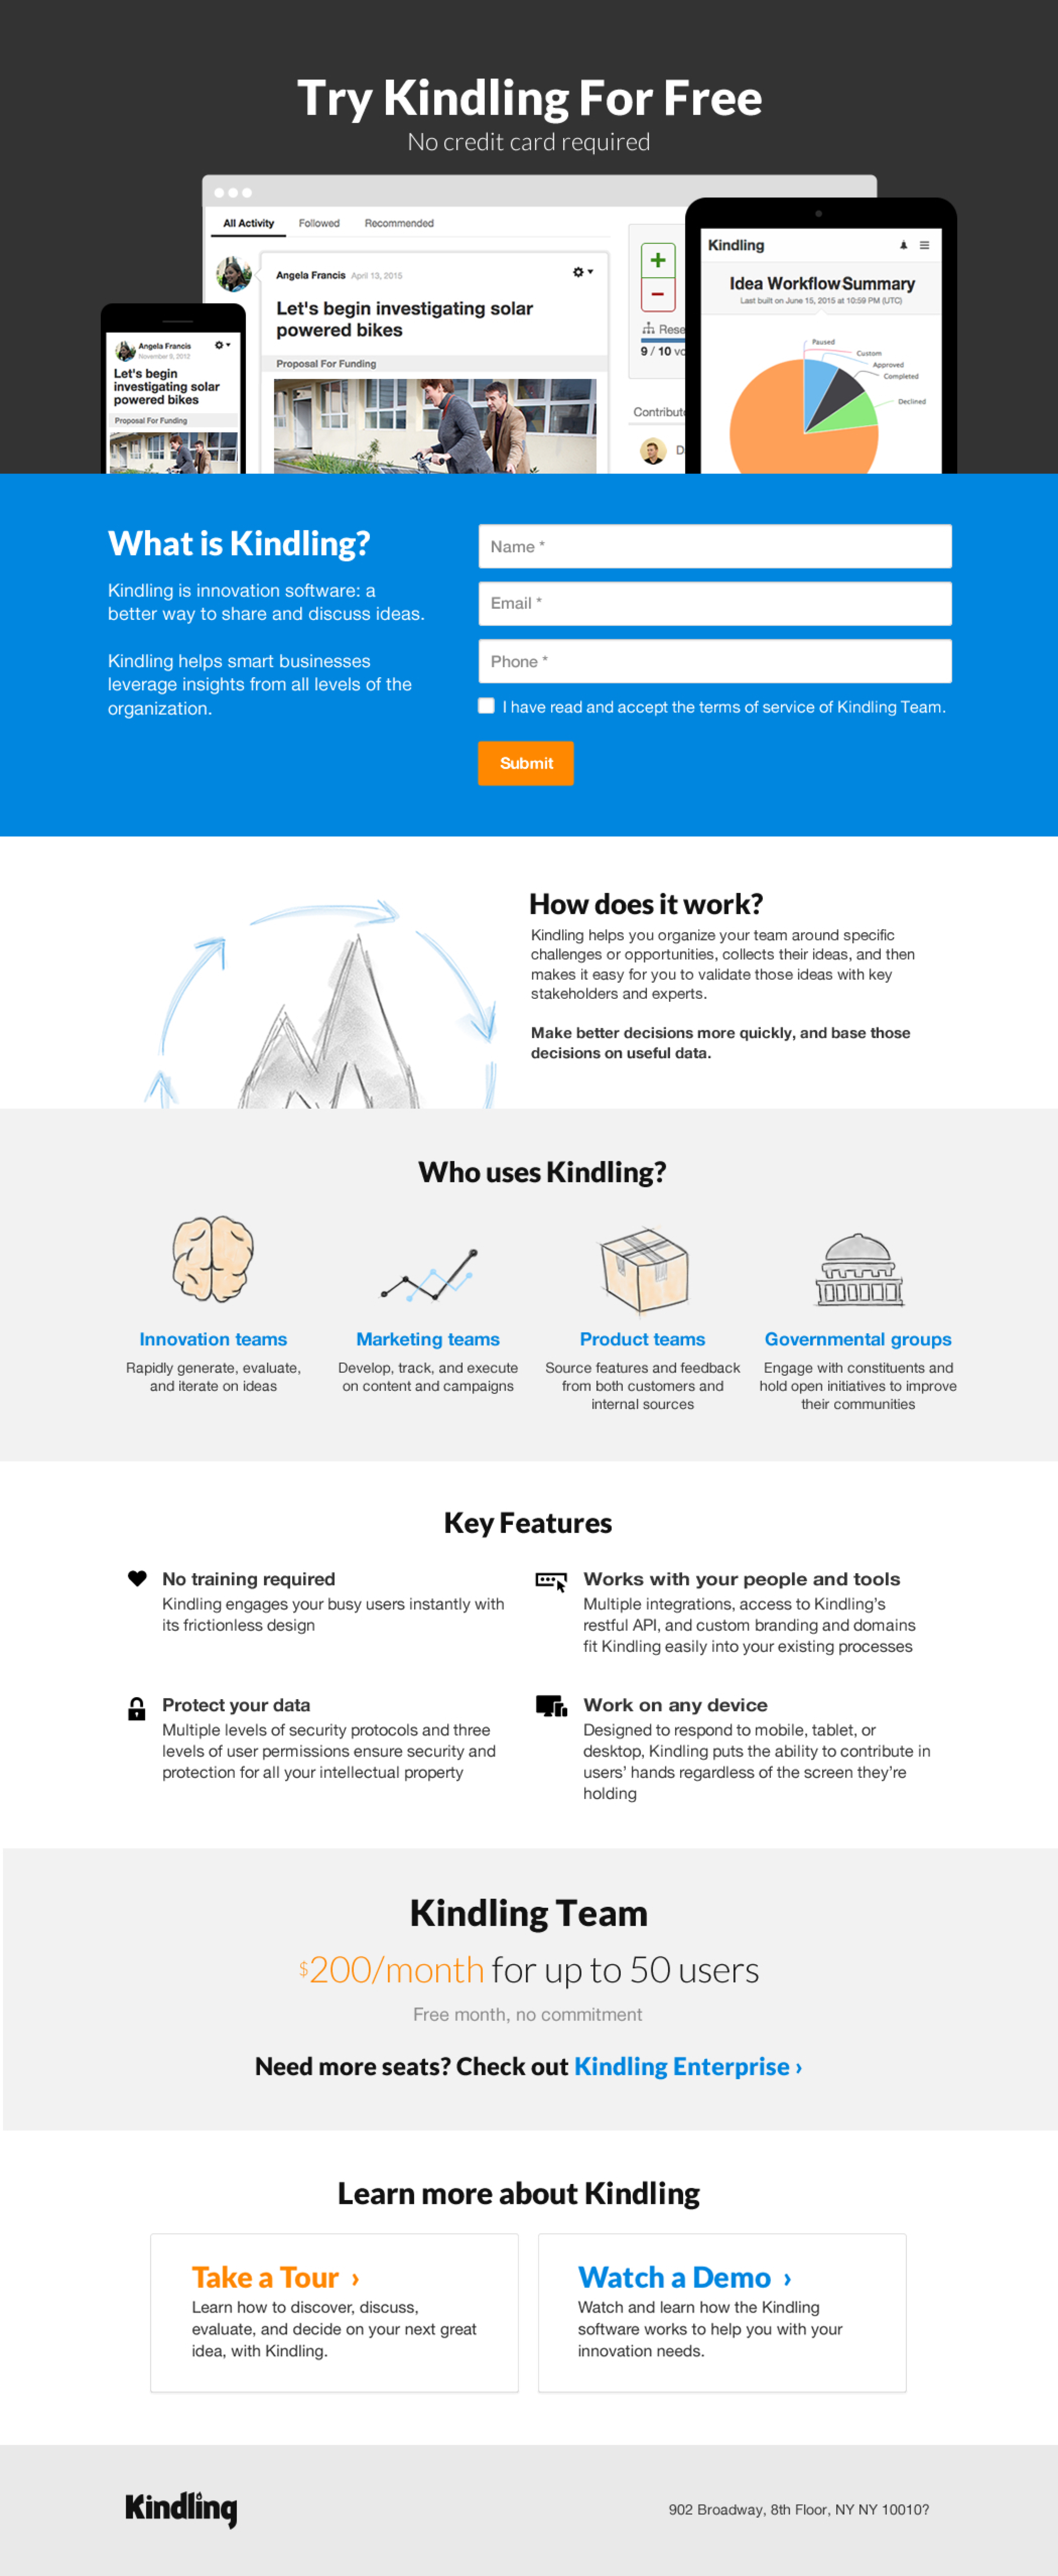 Try Kindling For Free
No credit card required
All Activity
Followed
Recommended
Angela Francis April 13, 2015
Let's begin investigating solar
powered bikes
Proposal For Funding
9 / 10 vo
Rese
Contribut
D
Angela Francis
November 9, 2012
Let's begin
investigating solar
powered bikes
Proposal For Funding
Kindling
Idea Workflow Summary
Last built on June 15, 2015 at 10:59 PM (UTC)
Paused
Custom
Approved
Completed
Declined
What is Kindling?
Kindling is innovation software: a
better way to share and discuss ideas.
Kindling helps smart businesses
leverage insights from all levels of the
organization.
Name *
Email *
Phone *
I have read and accept the terms of service of Kindling Team.
Submit
How does it work?
Kindling helps you organize your team around specific
challenges or opportunities, collects their ideas, and then
makes it easy for you to validate those ideas with key
stakeholders and experts.
Make better decisions more quickly, and base those
decisions on useful data.
Who uses Kindling?
Innovation teams
Rapidly generate, evaluate,
and iterate on ideas
Marketing teams
Develop, track, and execute
on content and campaigns
Product teams
Source features and feedback
from both customers and
internal sources
Governmental groups
Engage with constituents and
hold open initiatives to improve
their communities
Key Features
No training required
Kindling engages your busy users instantly with
its frictionless design
Works with your people and tools
Multiple integrations, access to Kindling's
restful API, and custom branding and domains
fit Kindling easily into your existing processes
Protect your data
Multiple levels of security protocols and three
levels of user permissions ensure security and
protection for all your intellectual property
Work on any device
Designed to respond to mobile, tablet, or
desktop, Kindling puts the ability to contribute in
users' hands regardless of the screen they're
holding
Kindling Team
$200/month for up to 50 users
Free month, no commitment
Need more seats? Check out Kindling Enterprise ›
Learn more about Kindling
Take a Tour ›
Learn how to discover, discuss,
evaluate, and decide on your next great
idea, with Kindling.
Watch a Demo ›
Watch and learn how the Kindling
software works to help you with your
innovation needs.
Kindling
902 Broadway, 8th Floor, NY NY 10010?